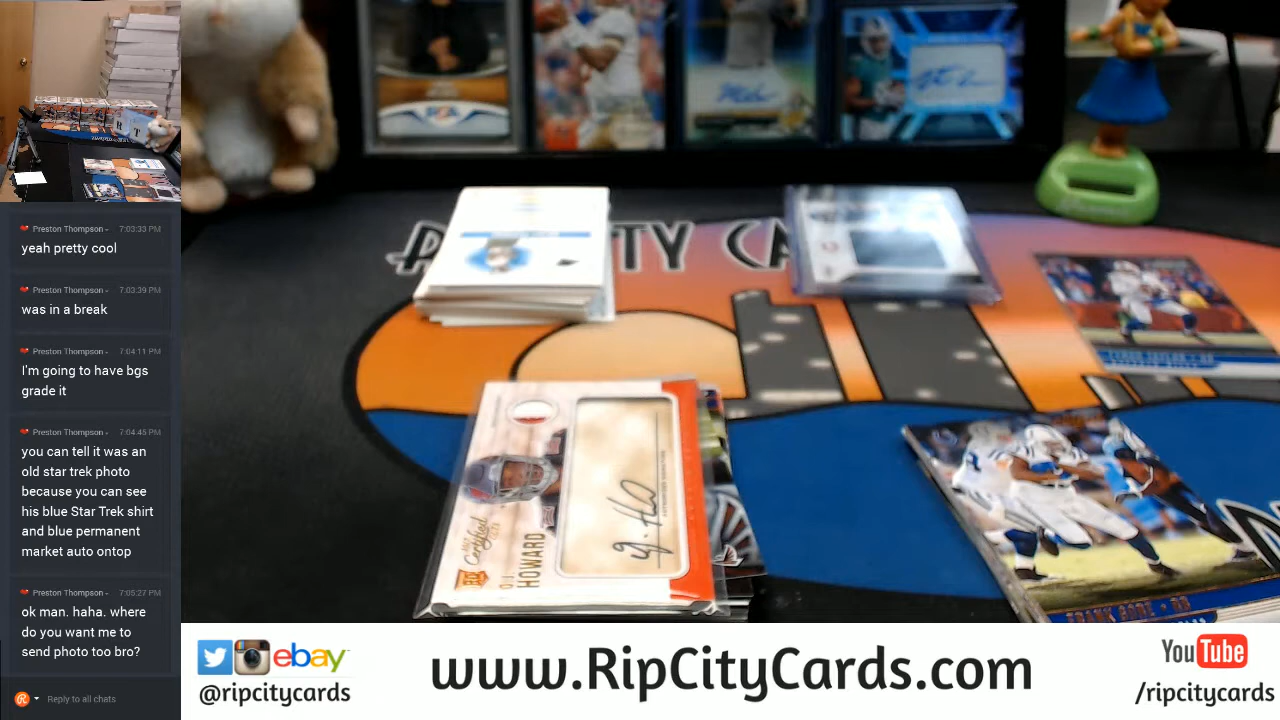 Preston Thompson - 7:03:33 PM
yeah pretty cool
Preston Thompson - 7:03:39 PM
was in a break
Preston Thompson - 7:04:11 PM
I'm going to have bgs
grade it
Preston Thompson - 7:04:45 PM
you can tell it was an
old star trek photo
because you can see
his blue Star Trek shirt
and blue permanent
market auto ontop
Preston Thompson - 7:05:27 PM
ok man. haha. where
do you want me to
send photo too bro?
Reply to all chats
Certified
O.J.
HOWARD
FRANK GORE • RB
ebay
@ripcitycards
www.RipCityCards.com
YouTube
/ripcitycards